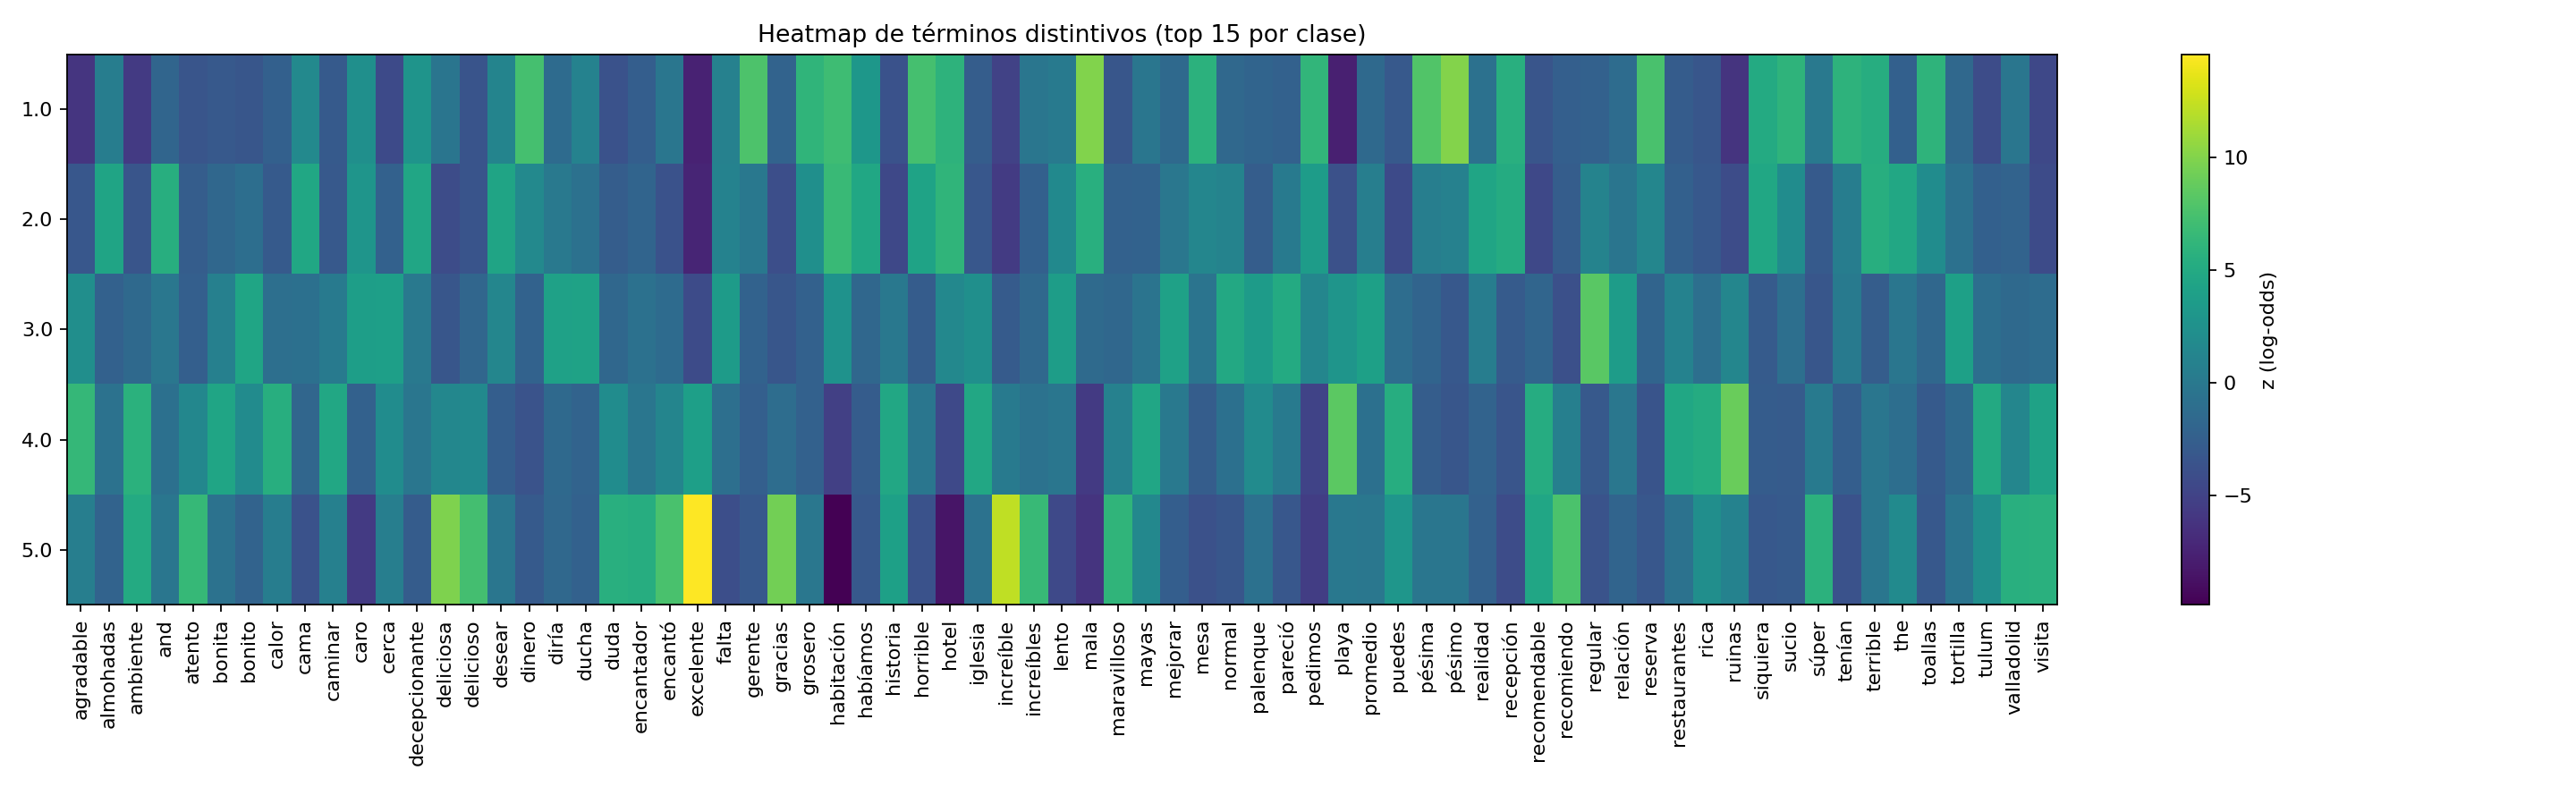 Heatmap de términos distintivos (top 15 por clase)
1.0
2.0
3.0
4.0
5.0
agradable
almohadas
ambiente
and
atento
bonita
bonito
calor
cama
caminar
caro
cerca
decepcionante
deliciosa
delicioso
desear
dinero
diría
ducha
duda
encantador
encantó
excelente
falta
gerente
gracias
grosero
habitación
habíamos
historia
horrible
hotel
iglesia
increíble
increíbles
lento
mala
maravilloso
mayas
mejorar
mesa
normal
palenque
pareció
pedimos
playa
promedio
puedes
pésima
pésimo
realidad
recepción
recomendable
recomiendo
regular
relación
reserva
restaurantes
rica
ruinas
siquiera
sucio
súper
tenían
terrible
the
toallas
tortilla
tulum
valladolid
visita
10
5
0
−5
z (log-odds)